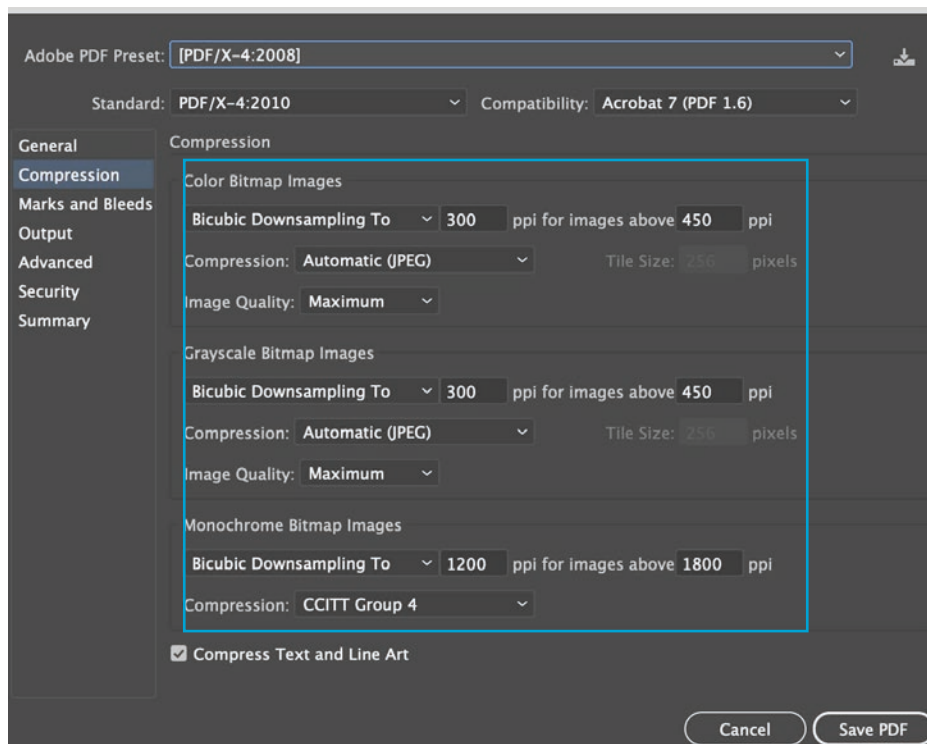 Adobe PDF Preset: [PDF/X-4:2008]
Standard: PDF/X-4:2010 Compatibility: Acrobat 7 (PDF 1.6)
General
Compression
Marks and Bleeds
Output
Advanced
Security
Summary
Compression
Color Bitmap Images
Bicubic Downsampling To 300 ppi for images above 450 ppi
Compression: Automatic (JPEG) Tile Size: 256 pixels
Image Quality: Maximum
Grayscale Bitmap Images
Bicubic Downsampling To 300 ppi for images above 450 ppi
Compression: Automatic (JPEG) Tile Size: 256 pixels
Image Quality: Maximum
Monochrome Bitmap Images
Bicubic Downsampling To 1200 ppi for images above 1800 ppi
Compression: CCITT Group 4
Compress Text and Line Art
Cancel Save PDF